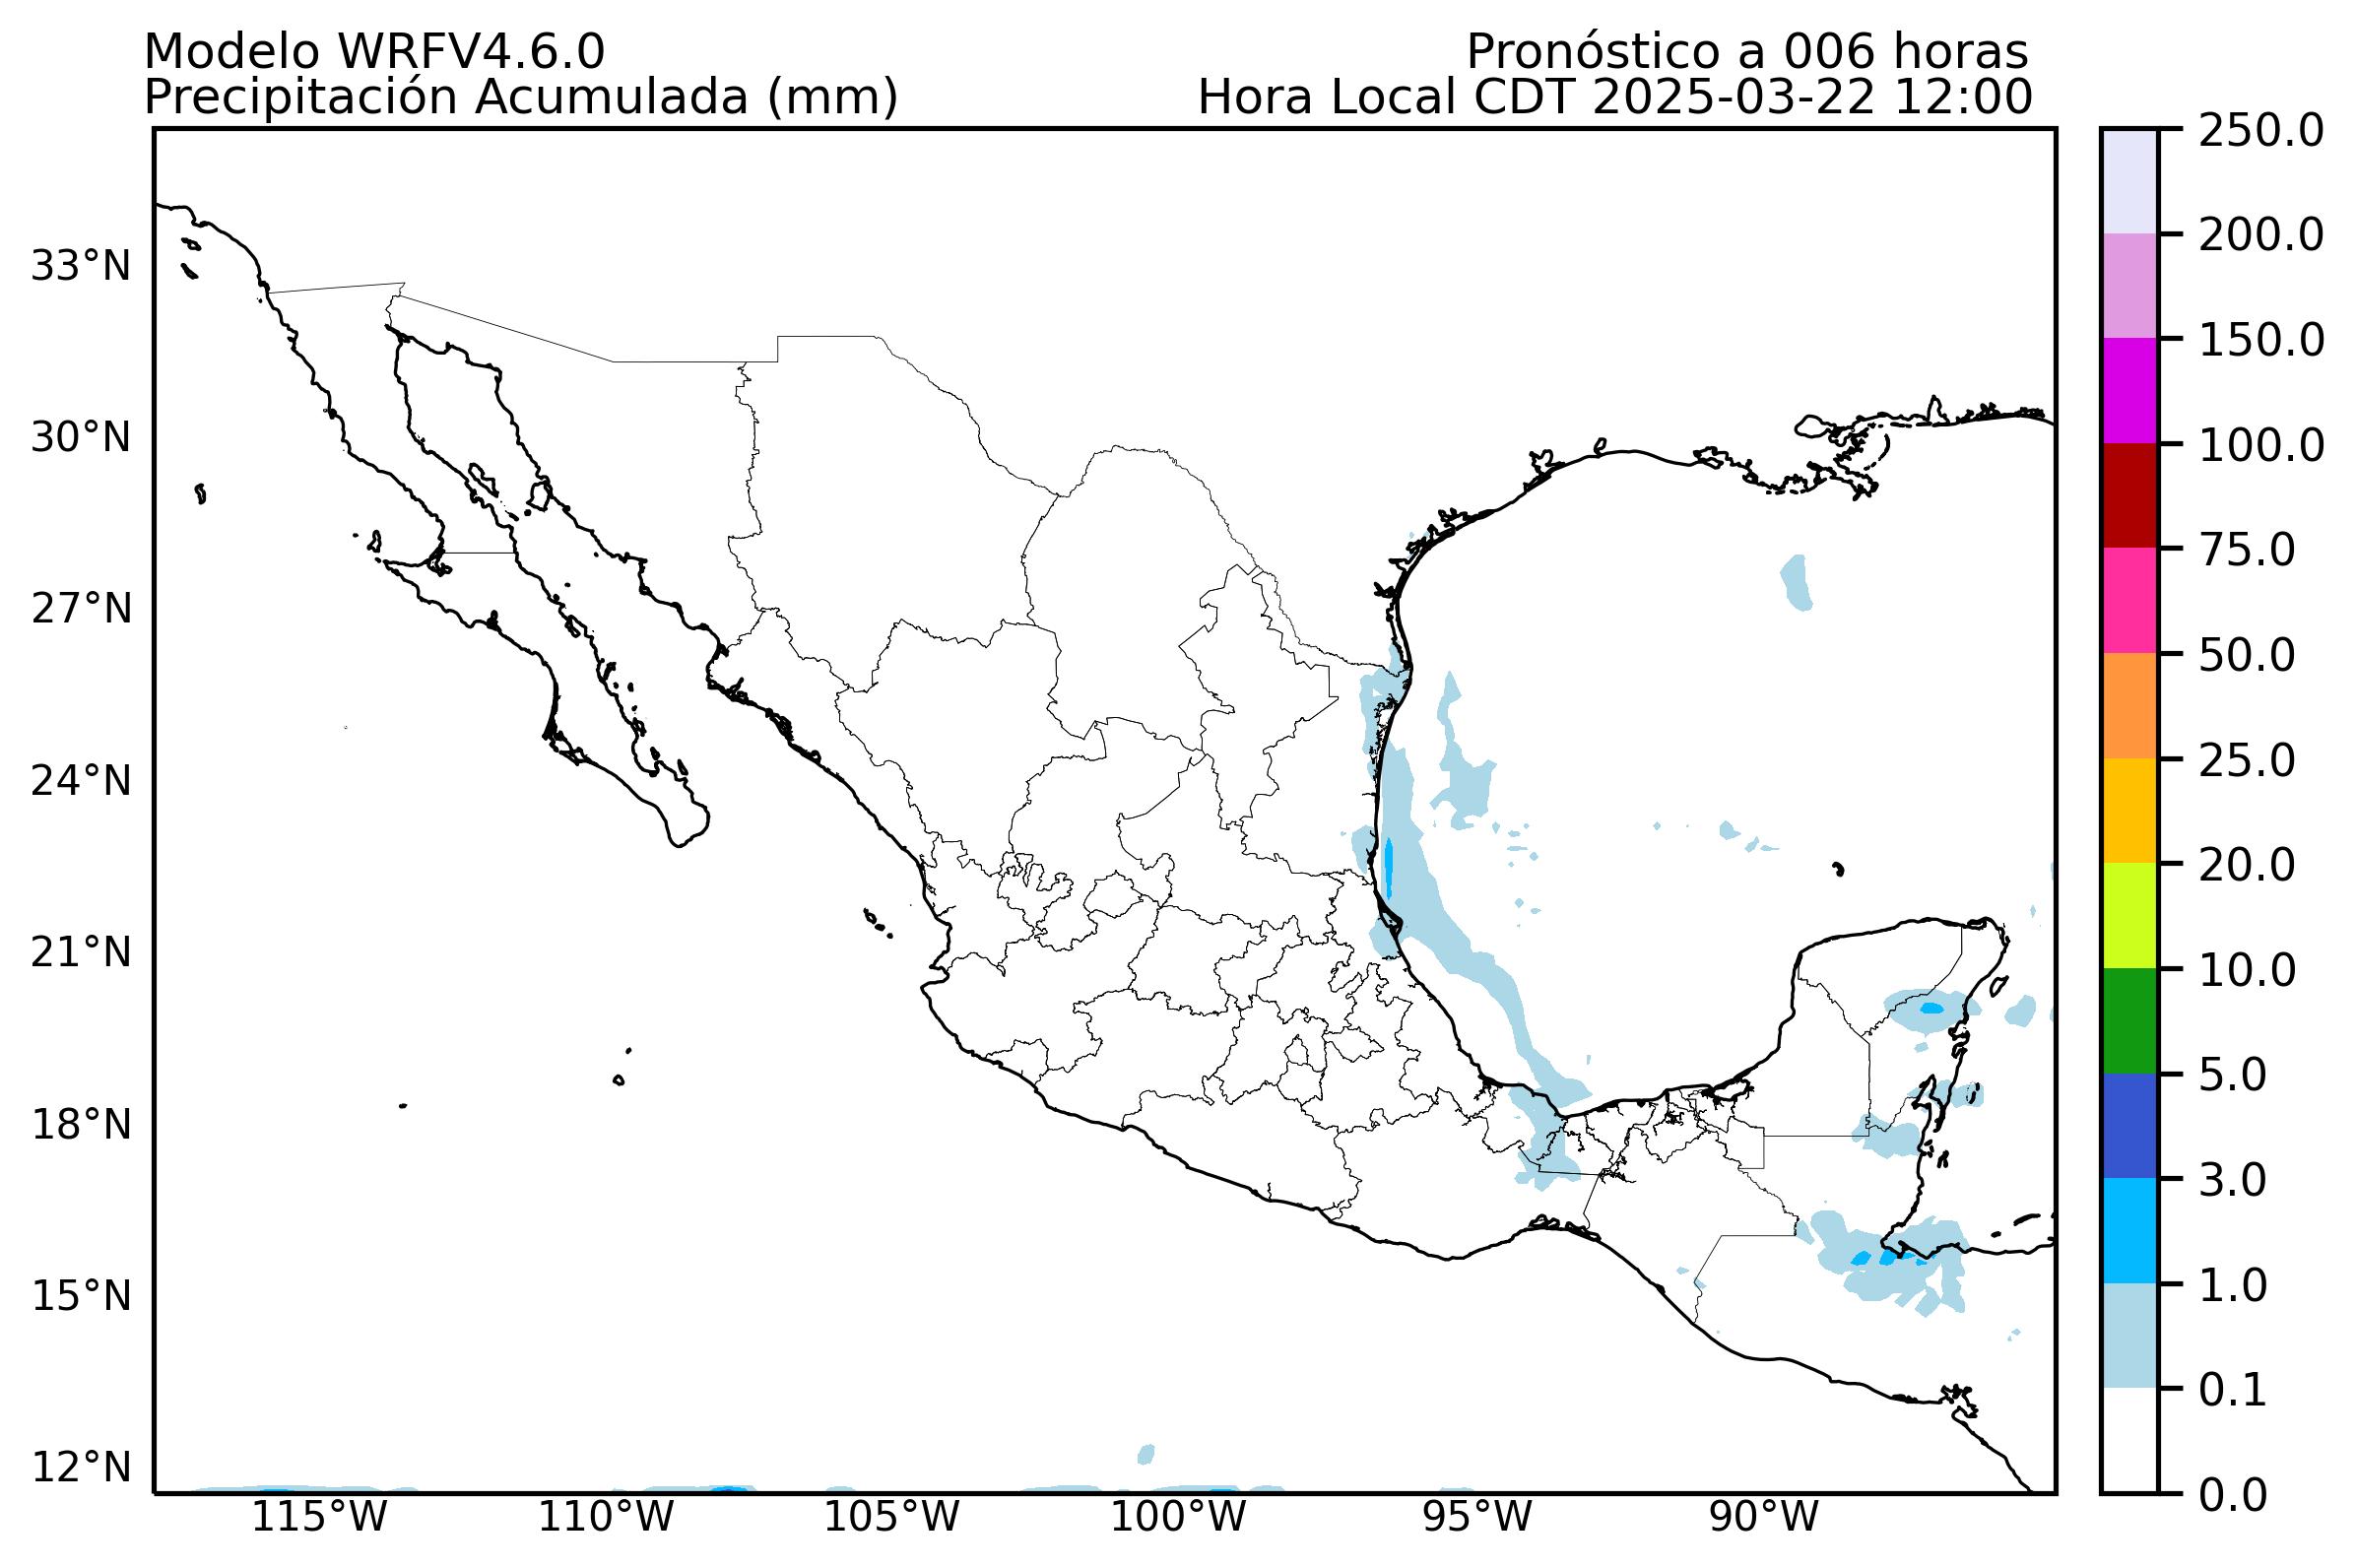 Modelo WRFV4.6.0
Pronóstico a 006 horas
Precipitación Acumulada (mm)
Hora Local CDT 2025-03-22 12:00
33°N
30°N
27°N
24°N
21°N
18°N
15°N
12°N
115°W
110°W
105°W
100°W
95°W
90°W
250.0
200.0
150.0
100.0
75.0
50.0
25.0
20.0
10.0
5.0
3.0
1.0
0.1
0.0